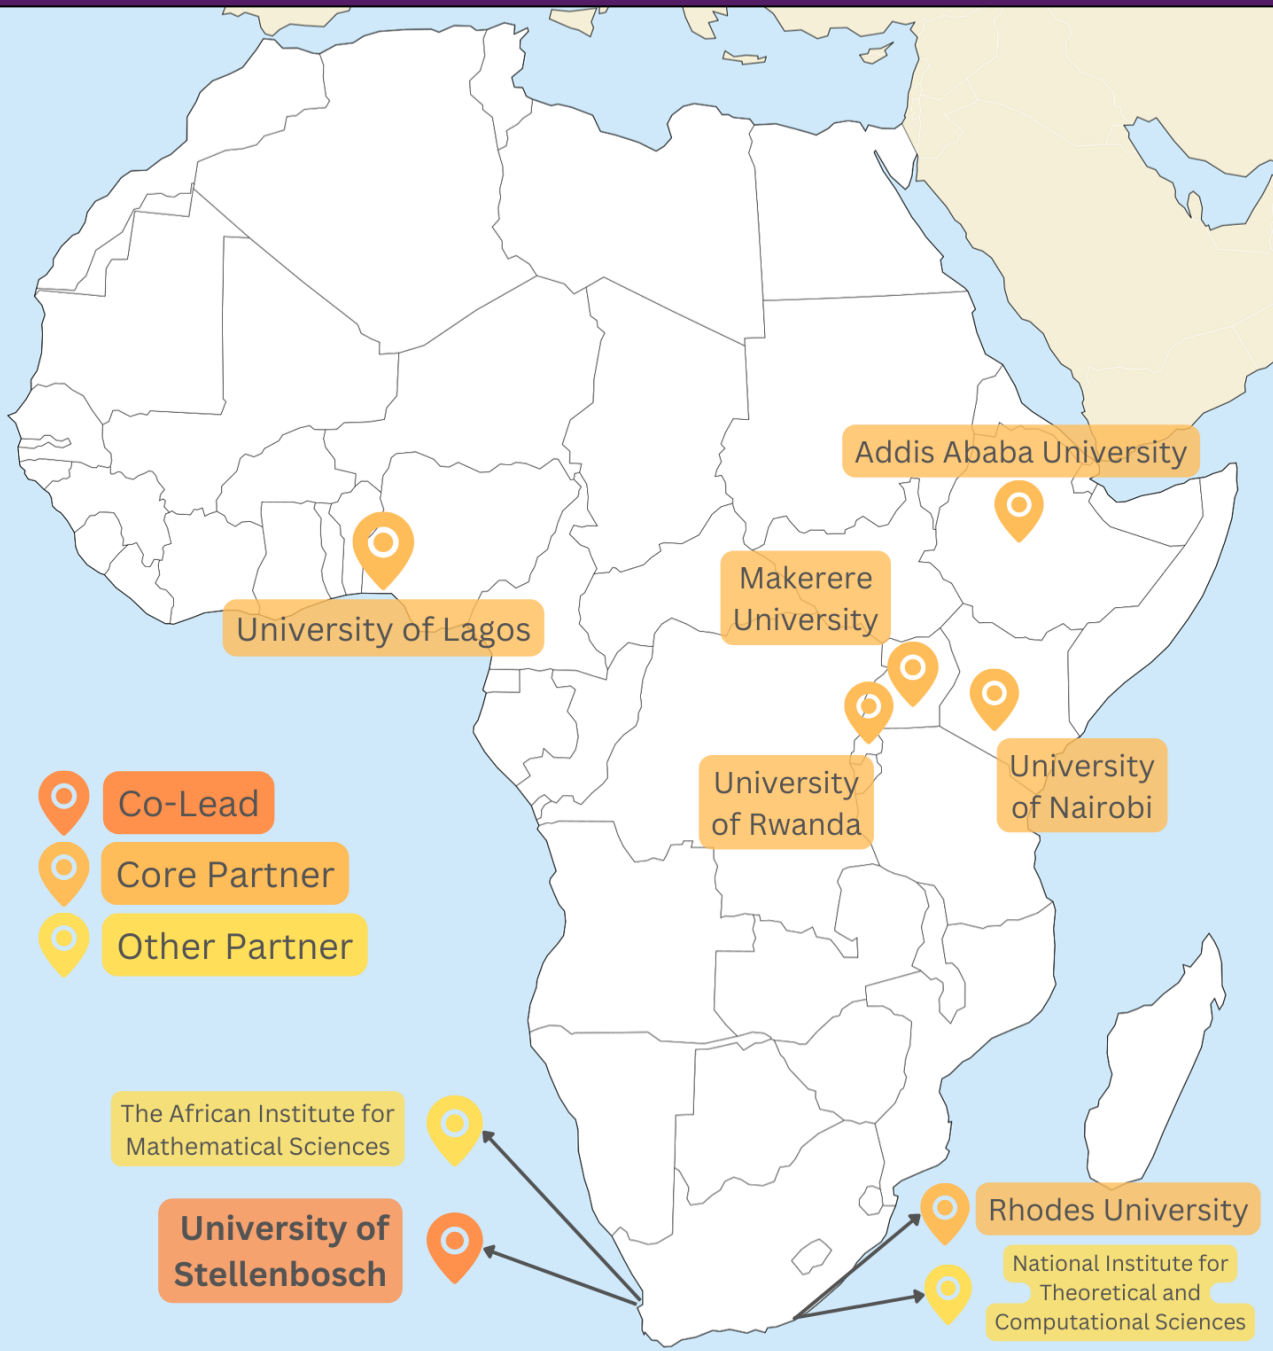 Addis Ababa University
Makerere
University
University of Lagos
University
of Rwanda
University
of Nairobi
Co-Lead
Core Partner
Other Partner
The African Institute for
Mathematical Sciences
University of
Stellenbosch
Rhodes University
National Institute for
Theoretical and
Computational Sciences